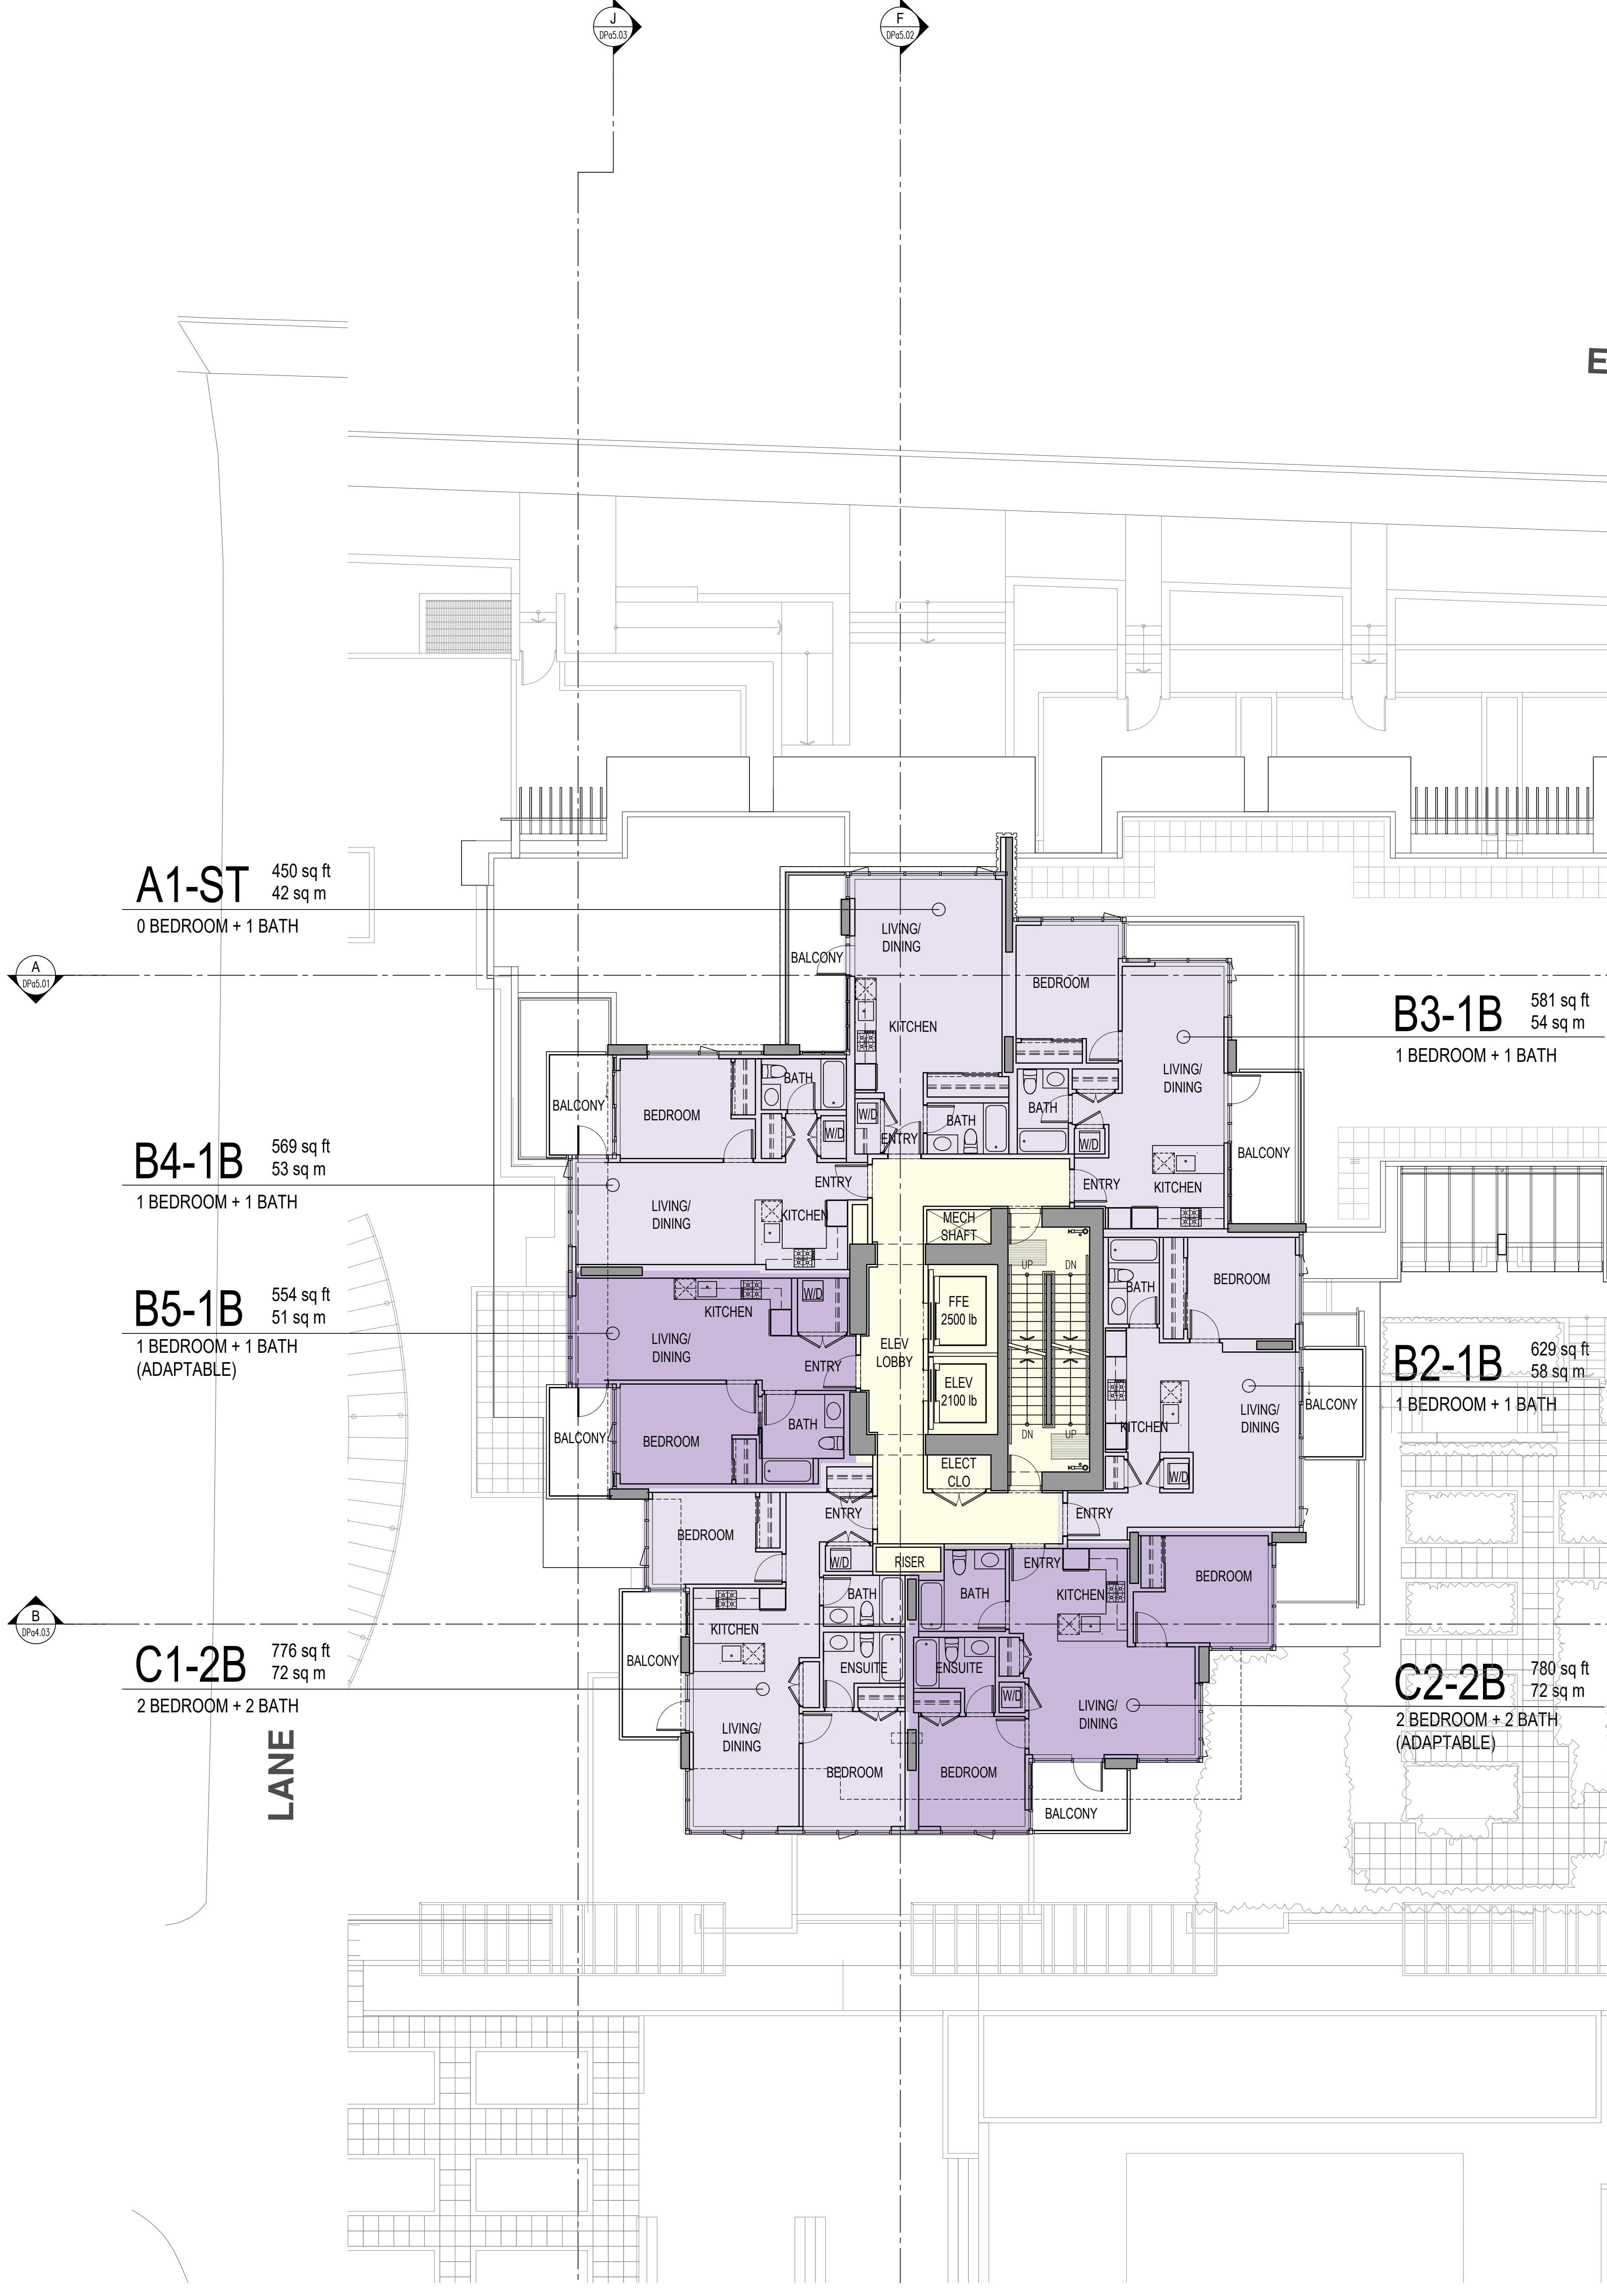 J
DPa5.03
F
DPa5.02
E
A1-ST
450 sq ft
42 sq m
0 BEDROOM + 1 BATH
LIVING/
DINING
BALCONY
KITCHEN
W/D
ENTRY
BATH
A
DPa5.01
BEDROOM
B3-1B
581 sq ft
54 sq m
1 BEDROOM + 1 BATH
LIVING/
DINING
BATH
W/D
BALCONY
ENTRY
KITCHEN
BATH
BALCONY
BEDROOM
W/D
B4-1B
569 sq ft
53 sq m
1 BEDROOM + 1 BATH
ENTRY
LIVING/
DINING
KITCHEN
MECH
SHAFT
UP
DN
BATH
BEDROOM
B5-1B
554 sq ft
51 sq m
1 BEDROOM + 1 BATH
(ADAPTABLE)
W/D
KITCHEN
LIVING/
DINING
ENTRY
FFE
2500 lb
ELEV
LOBBY
ELEV
2100 lb
B2-1B
629 sq ft
58 sq m
1 BEDROOM + 1 BATH
BALCONY
LIVING/
DINING
KITCHEN
BALCONY
BEDROOM
BATH
DN
UP
ELECT
CLO
W/D
ENTRY
ENTRY
BEDROOM
W/D
RISER
ENTRY
BATH
BATH
KITCHEN
BEDROOM
B
DPa4.03
KITCHEN
C1-2B
776 sq ft
72 sq m
2 BEDROOM + 2 BATH
BALCONY
ENSUITE
ENSUITE
W/D
C2-2B
780 sq ft
72 sq m
2 BEDROOM + 2 BATH
(ADAPTABLE)
LIVING/
DINING
LIVING/
DINING
BEDROOM
BEDROOM
BALCONY
LANE